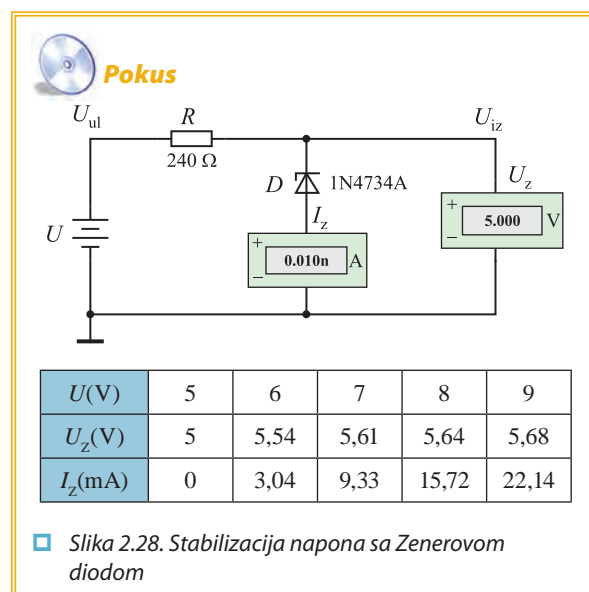 Pokus
U_ul R U_iz
240 Ω
D 1N4734A U_z
I_z
U
+ 5.000 V
−
+ 0.010n A
−
U(V) 5 6 7 8 9
U_Z(V) 5 5,54 5,61 5,64 5,68
I_Z(mA) 0 3,04 9,33 15,72 22,14
Slika 2.28. Stabilizacija napona sa Zenerovom
diodom